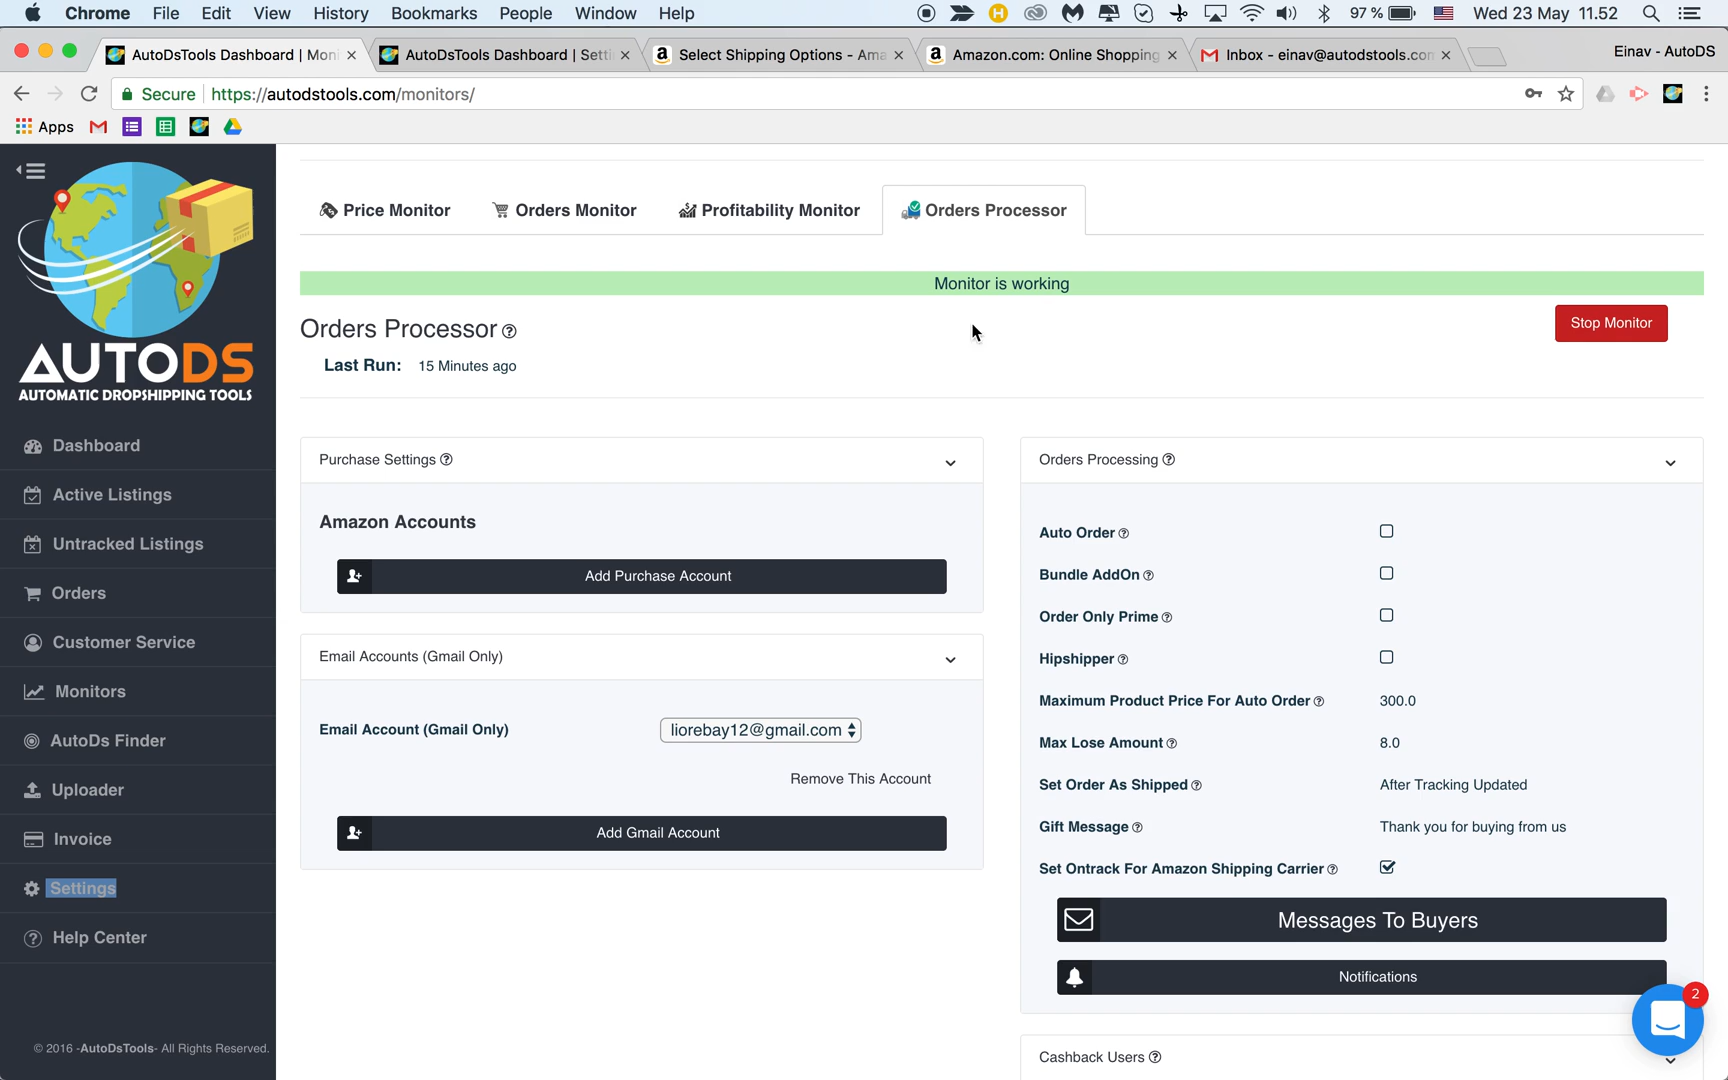 Chrome File Edit View History Bookmarks People Window Help 97 % Wed 23 May 11.52
AutoDsTools Dashboard | Moni
AutoDsTools Dashboard | Setti
Select Shipping Options - Ama
Amazon.com: Online Shopping
Inbox - einav@autodstools.com
Einav - AutoDS
Secure https://autodstools.com/monitors/
Apps
AUTODS
AUTOMATIC DROPSHIPPING TOOLS
Dashboard
Active Listings
Untracked Listings
Orders
Customer Service
Monitors
AutoDs Finder
Uploader
Invoice
Settings
Help Center
© 2016 -AutoDsTools- All Rights Reserved.
Price Monitor
Orders Monitor
Profitability Monitor
Orders Processor
Monitor is working
Orders Processor
Stop Monitor
Last Run: 15 Minutes ago
Purchase Settings
Amazon Accounts
Add Purchase Account
Email Accounts (Gmail Only)
Email Account (Gmail Only) liorebay12@gmail.com
Remove This Account
Add Gmail Account
Orders Processing
Auto Order
Bundle AddOn
Order Only Prime
Hipshipper
Maximum Product Price For Auto Order 300.0
Max Lose Amount 8.0
Set Order As Shipped After Tracking Updated
Gift Message Thank you for buying from us
Set Ontrack For Amazon Shipping Carrier
Messages To Buyers
Notifications
2
Cashback Users